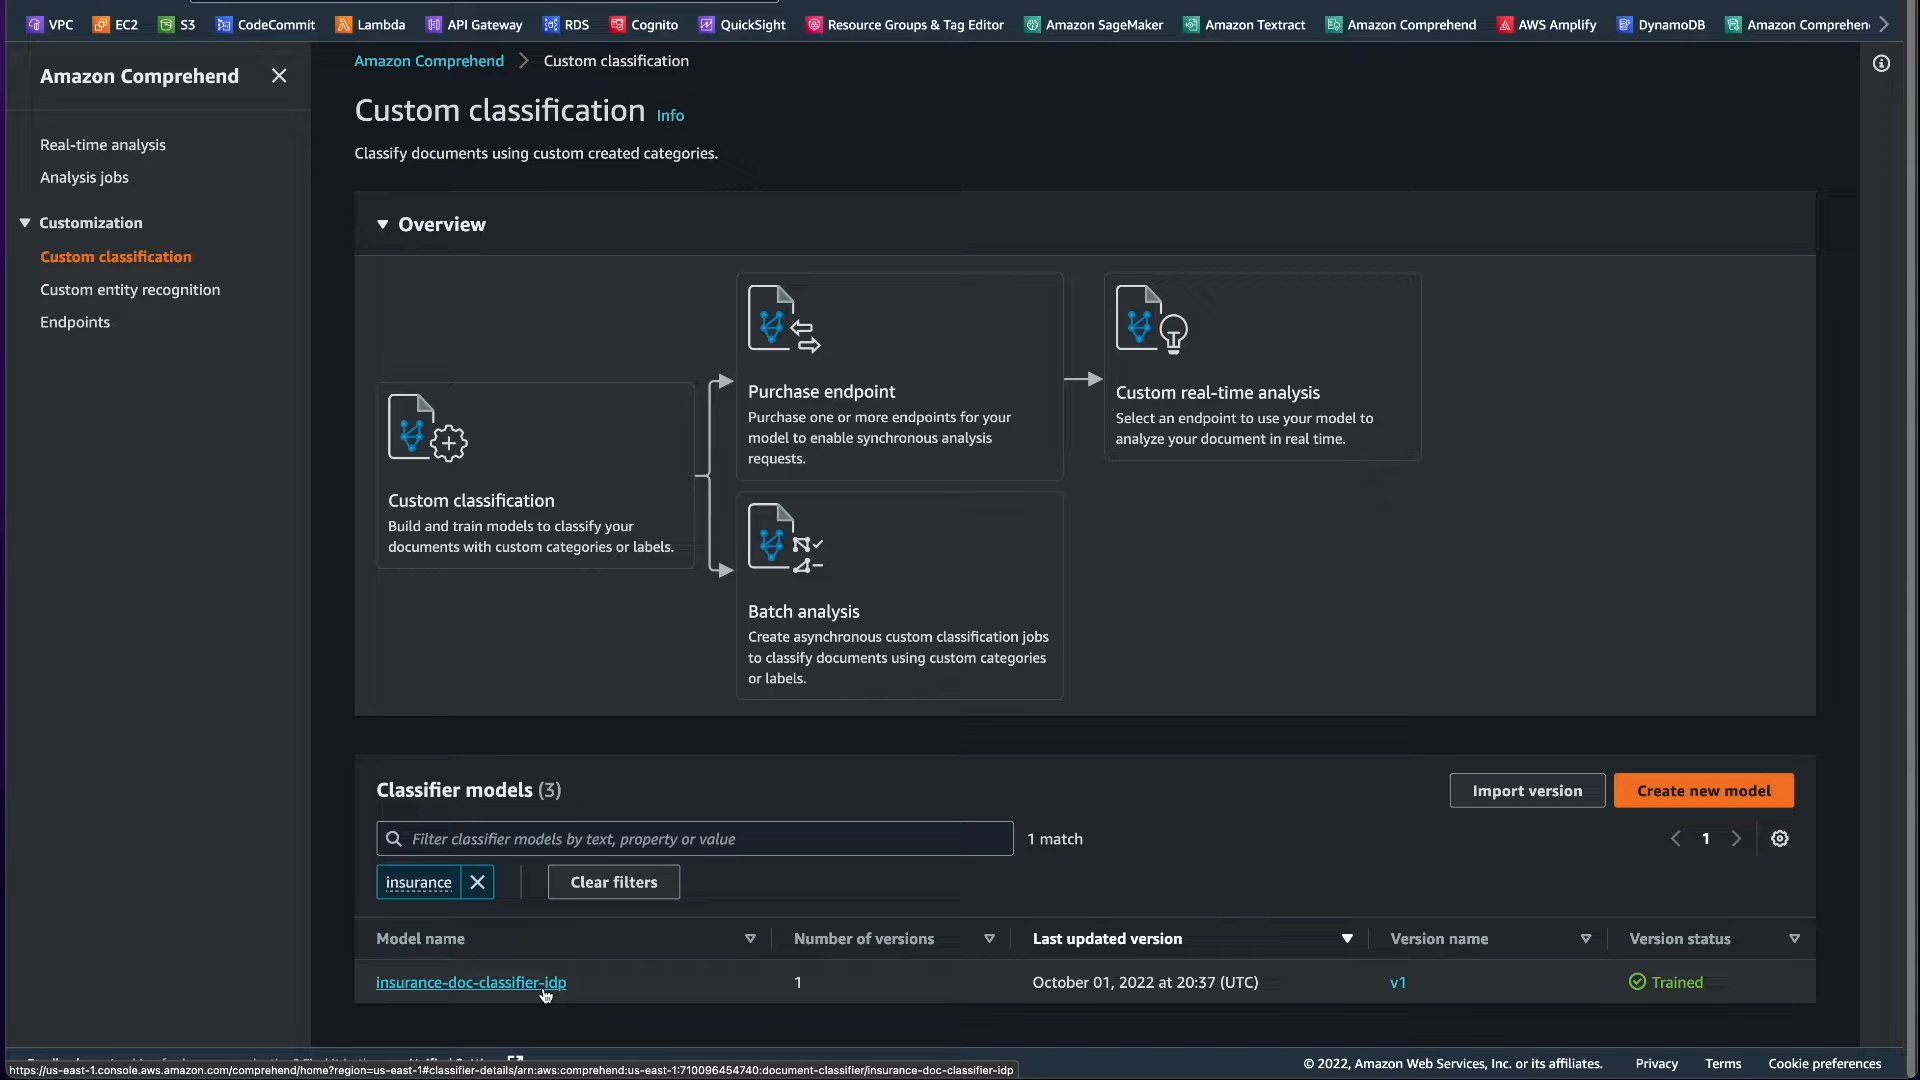 VPC EC2 S3 CodeCommit Lambda API Gateway RDS Cognito QuickSight Resource Groups & Tag Editor Amazon SageMaker Amazon Textract Amazon Comprehend AWS Amplify DynamoDB Amazon Comprehen
Amazon Comprehend
Real-time analysis
Analysis jobs
Customization
Custom classification
Custom entity recognition
Endpoints
Amazon Comprehend > Custom classification
Custom classification Info
Classify documents using custom created categories.
Overview
Custom classification
Build and train models to classify your
documents with custom categories or labels.
Purchase endpoint
Purchase one or more endpoints for your
model to enable synchronous analysis
requests.
Custom real-time analysis
Select an endpoint to use your model to
analyze your document in real time.
Batch analysis
Create asynchronous custom classification jobs
to classify documents using custom categories
or labels.
Classifier models (3)
Import version
Create new model
Filter classifier models by text, property or value
1 match
1
insurance
Clear filters
Model name Number of versions Last updated version Version name Version status
insurance-doc-classifier-idp 1 October 01, 2022 at 20:37 (UTC) v1 Trained
© 2022, Amazon Web Services, Inc. or its affiliates. Privacy Terms Cookie preferences
https://us-east-1.console.aws.amazon.com/comprehend/home?region=us-east-1#classifier-details/arn:aws:comprehend:us-east-1:710096454740:document-classifier/insurance-doc-classifier-idp